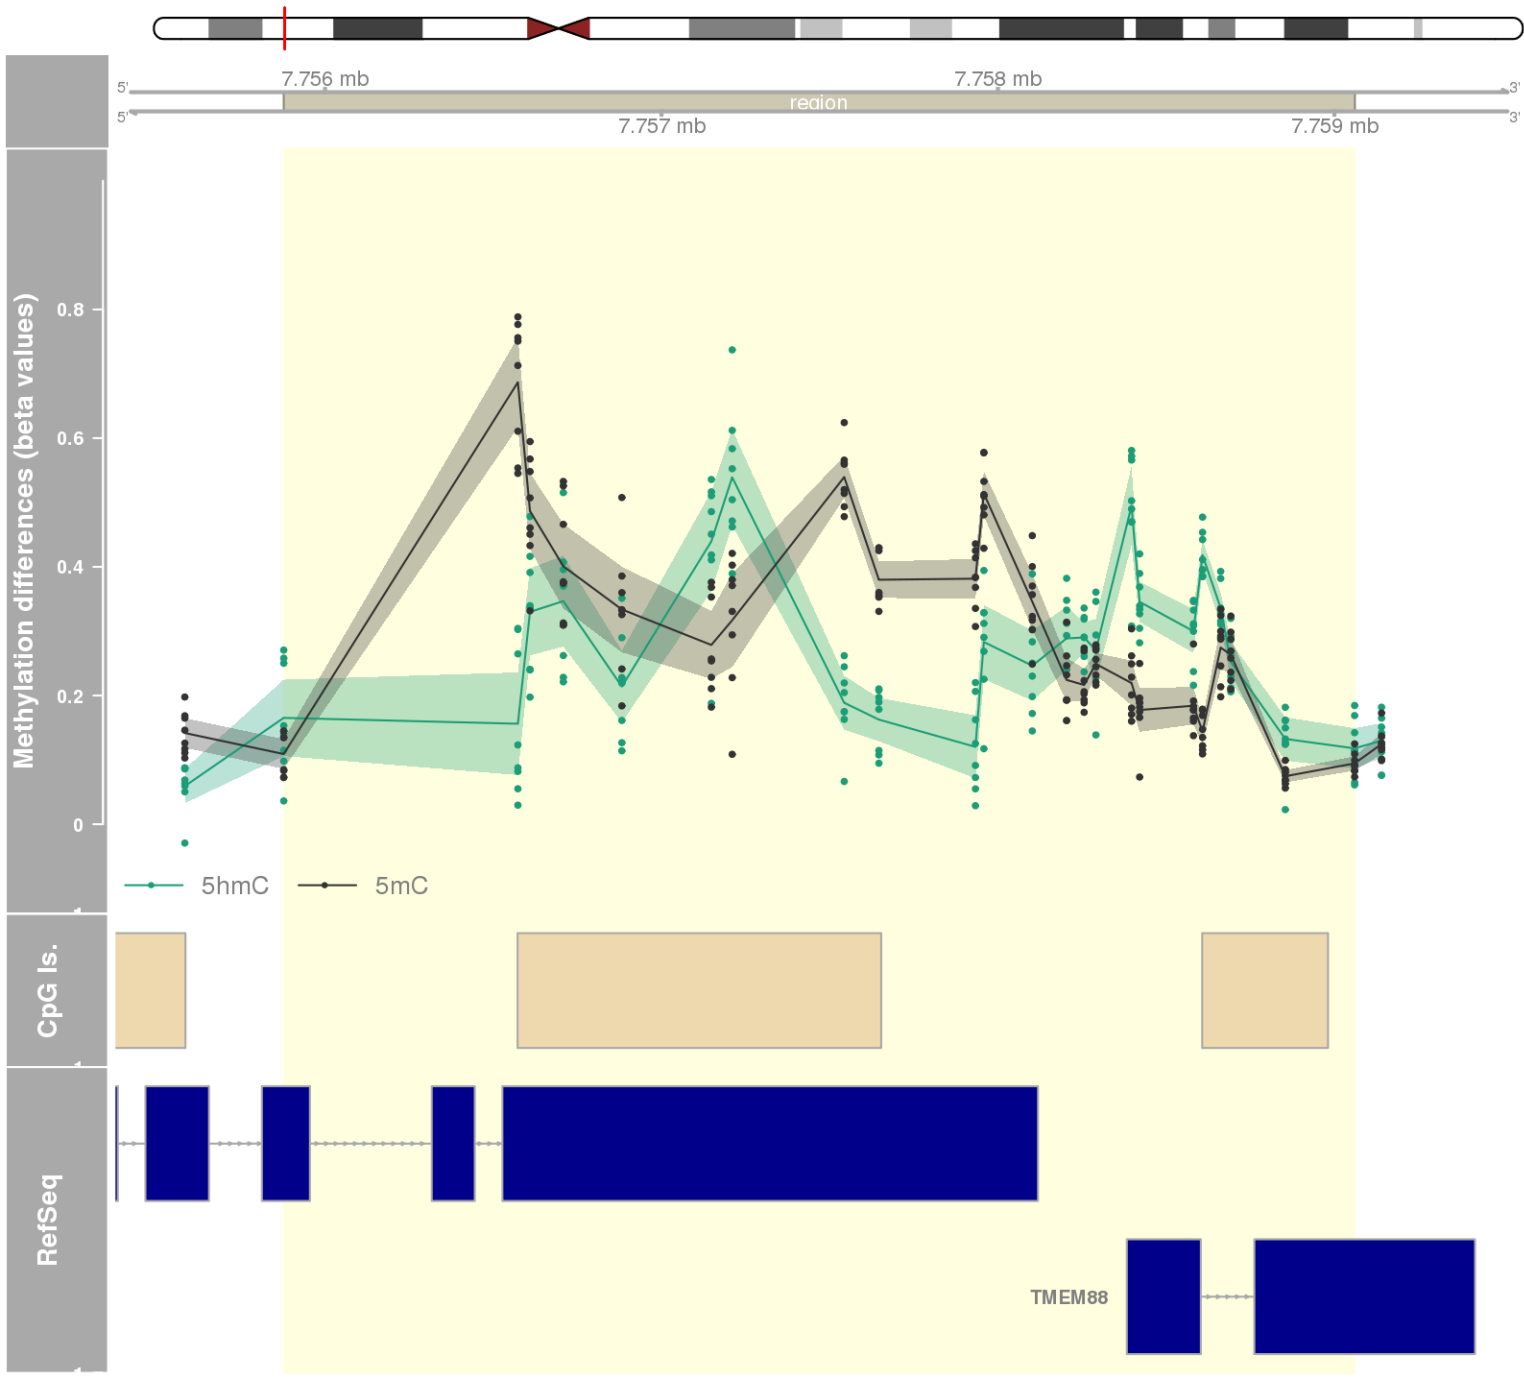 7.756 mb
7.758 mb
5'
3'
region
5'
3'
7.757 mb
7.759 mb
Methylation differences (beta values)
0.8
0.6
0.4
0.2
0
5hmC
5mC
CpG Is.
RefSeq
TMEM88